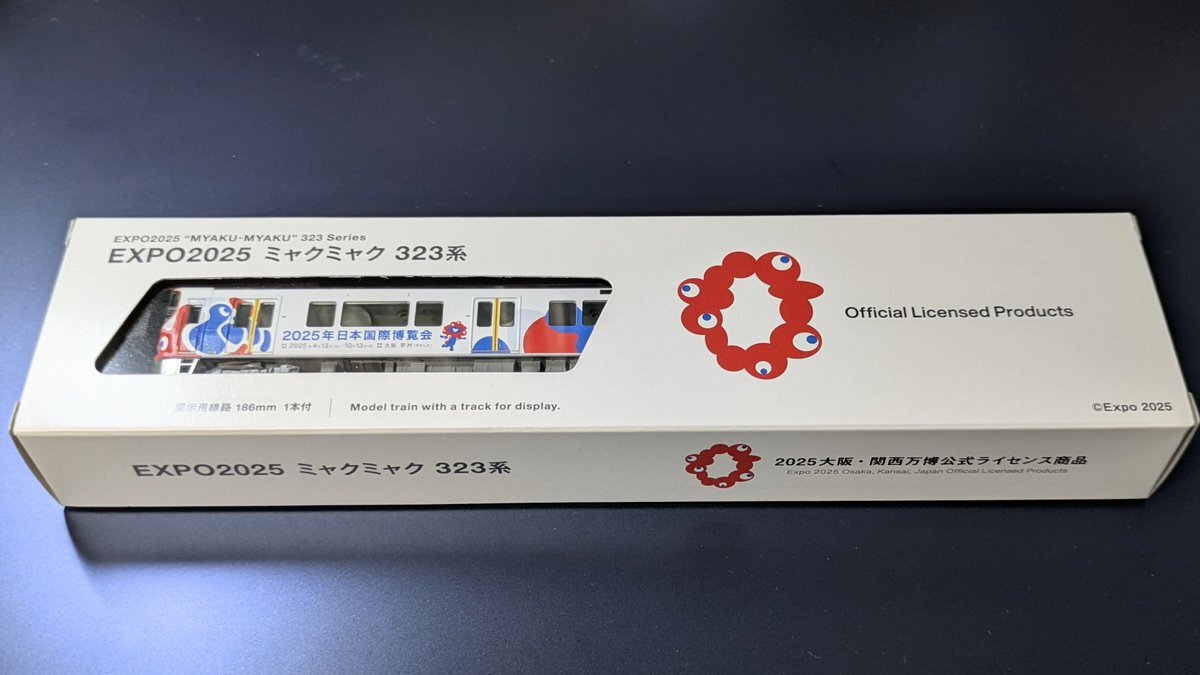 EXPO2025 “MYAKU-MYAKU” 323 Series
EXPO2025 ミャクミャク 323系
2025年日本国際博覧会
Official Licensed Products
展示用線路 186mm 1本付
Model train with a track for display.
©Expo 2025
EXPO2025 ミャクミャク 323系
2025大阪・関西万博公式ライセンス商品
Expo 2025 Osaka, Kansai, Japan Official Licensed Products